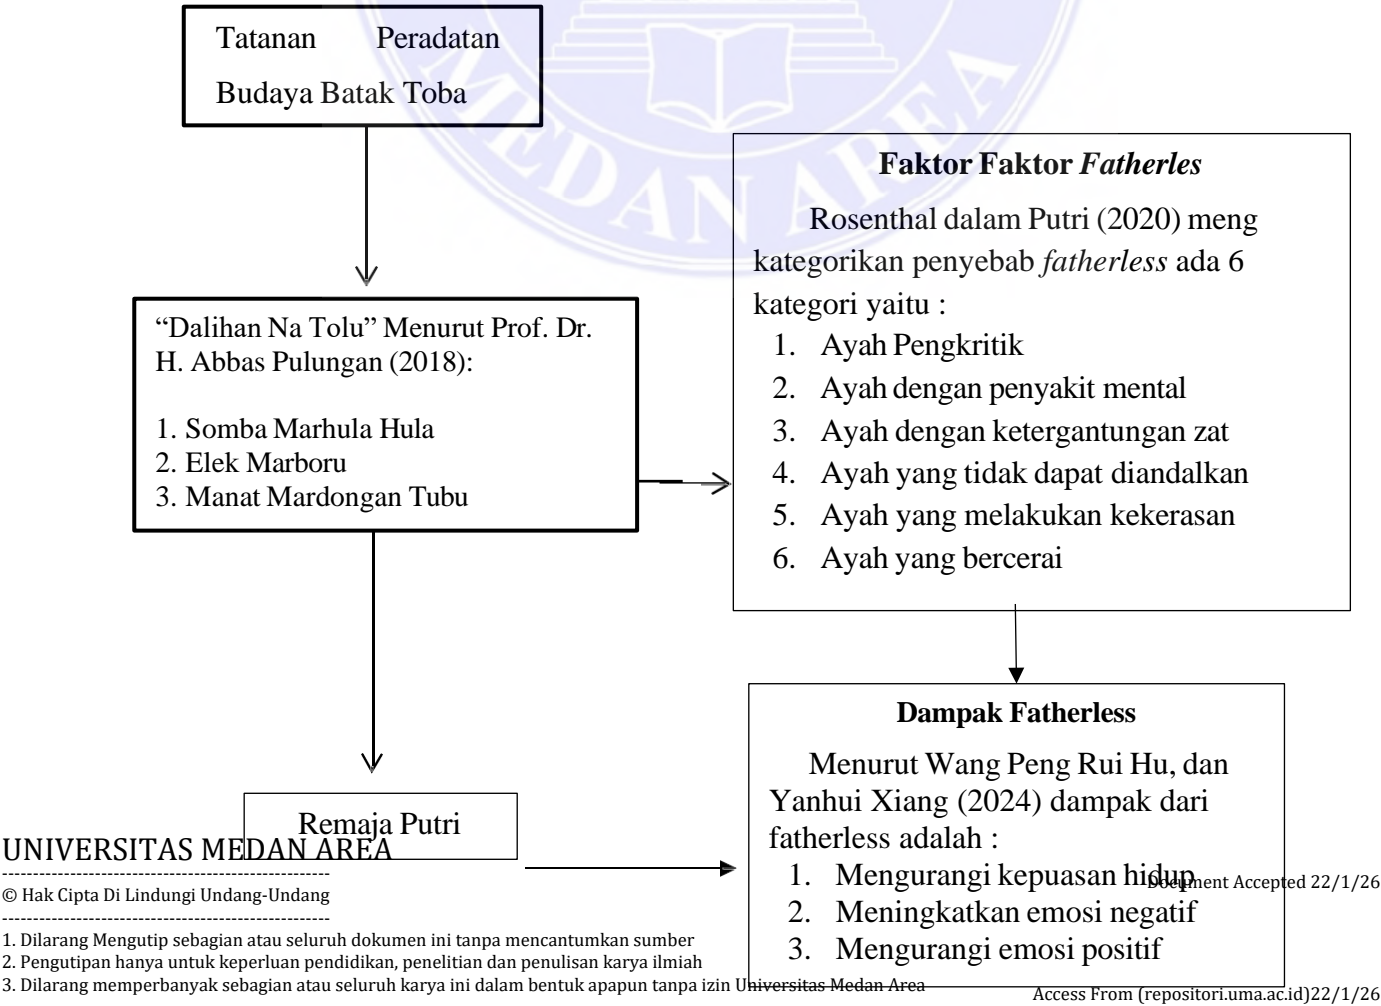 Tatanan Peradatan
Budaya Batak Toba
MEDAN AREA
“Dalihan Na Tolu” Menurut Prof. Dr.
H. Abbas Pulungan (2018):
1. Somba Marhula Hula
2. Elek Marboru
3. Manat Mardongan Tubu
Faktor Faktor Fatherles
Rosenthal dalam Putri (2020) meng
kategorikan penyebab fatherless ada 6
kategori yaitu :
1. Ayah Pengkritik
2. Ayah dengan penyakit mental
3. Ayah dengan ketergantungan zat
4. Ayah yang tidak dapat diandalkan
5. Ayah yang melakukan kekerasan
6. Ayah yang bercerai
Remaja Putri
Dampak Fatherless
Menurut Wang Peng Rui Hu, dan
Yanhui Xiang (2024) dampak dari
fatherless adalah :
1. Mengurangi kepuasan hidup
2. Meningkatkan emosi negatif
3. Mengurangi emosi positif
UNIVERSITAS MEDAN AREA
------------------------------------------------------
© Hak Cipta Di Lindungi Undang-Undang
------------------------------------------------------
1. Dilarang Mengutip sebagian atau seluruh dokumen ini tanpa mencantumkan sumber
2. Pengutipan hanya untuk keperluan pendidikan, penelitian dan penulisan karya ilmiah
3. Dilarang memperbanyak sebagian atau seluruh karya ini dalam bentuk apapun tanpa izin Universitas Medan Area
Document Accepted 22/1/26
Access From (repositori.uma.ac.id)22/1/26